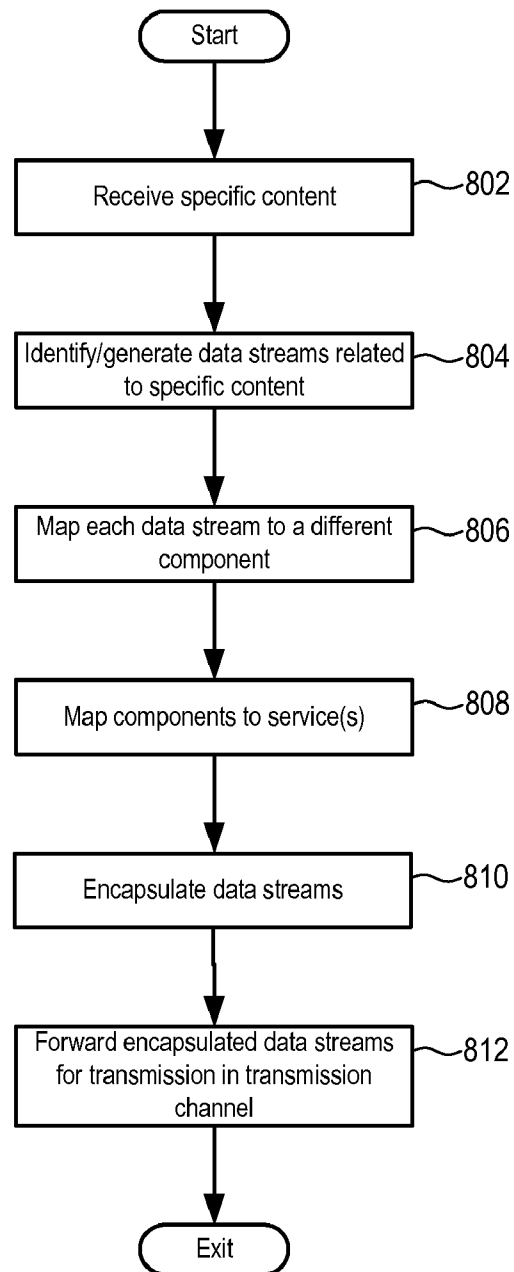 Start
Receive specific content
802
Identify/generate data streams related
to specific content
804
Map each data stream to a different
component
806
Map components to service(s)
808
Encapsulate data streams
810
Forward encapsulated data streams
for transmission in transmission
channel
812
Exit